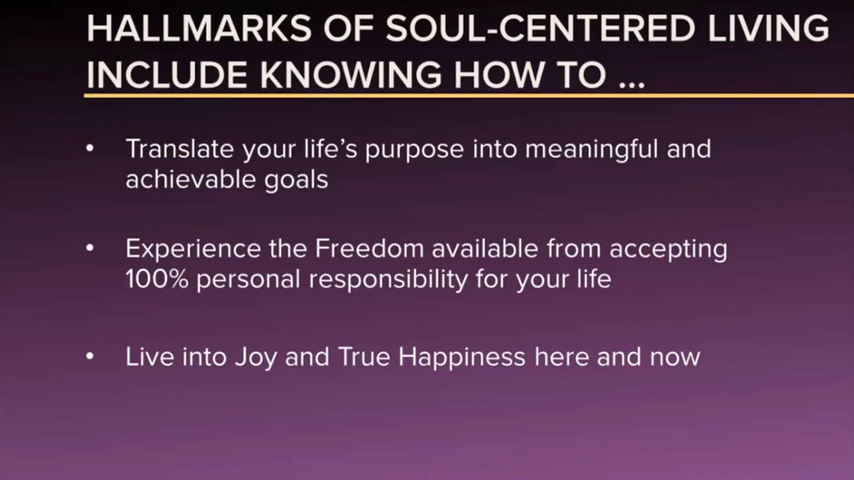 HALLMARKS OF SOUL-CENTERED LIVING
INCLUDE KNOWING HOW TO ...
• Translate your life’s purpose into meaningful and
achievable goals
• Experience the Freedom available from accepting
100% personal responsibility for your life
• Live into Joy and True Happiness here and now